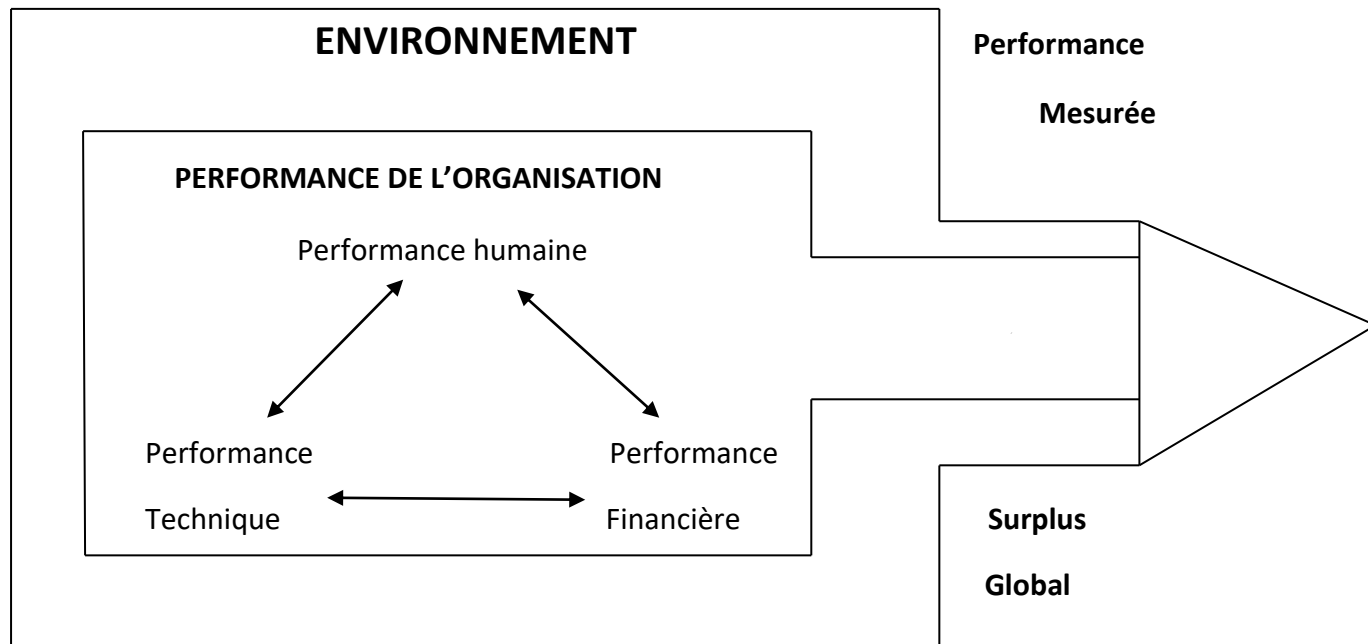 ENVIRONNEMENT
Performance
Mesurée
PERFORMANCE DE L’ORGANISATION
Performance humaine
Performance
Technique
Performance
Financière
Surplus
Global